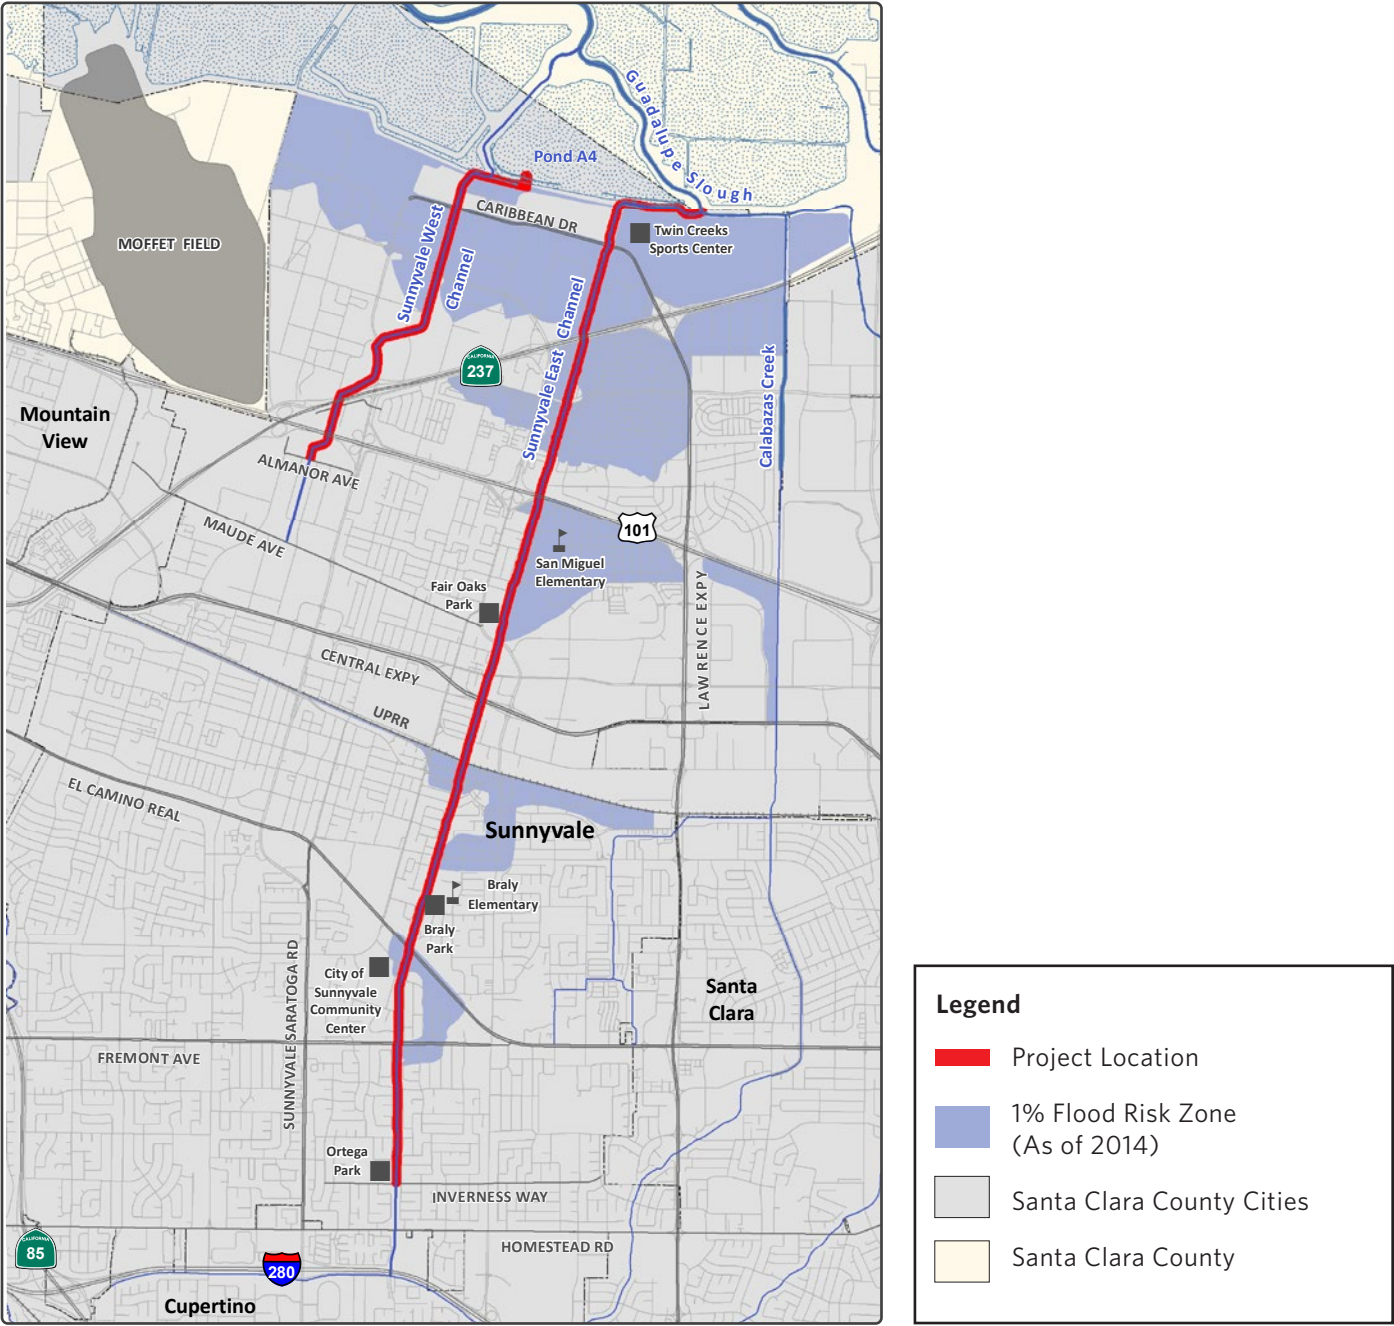 Guadalupe Slough
Pond A4
CARIBBEAN DR
Twin Creeks
Sports Center
MOFFET FIELD
Sunnyvale West
Channel
Sunnyvale East Channel
CALIFORNIA
237
Calabazas Creek
Mountain
View
ALMANOR AVE
MAUDE AVE
101
San Miguel
Elementary
Fair Oaks
Park
LAWRENCE EXPY
CENTRAL EXPY
UPRR
EL CAMINO REAL
Sunnyvale
Braly
Elementary
Braly
Park
City of
Sunnyvale
Community
Center
SUNNYVALE SARATOGA RD
Santa
Clara
FREMONT AVE
Ortega
Park
INVERNESS WAY
HOMESTEAD RD
CALIFORNIA
85
280
Cupertino
Legend
Project Location
1% Flood Risk Zone
(As of 2014)
Santa Clara County Cities
Santa Clara County